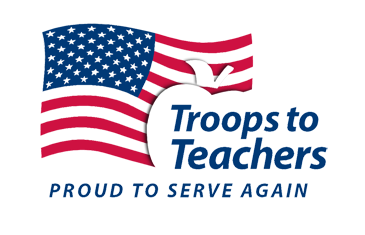 Troops to
Teachers
PROUD TO SERVE AGAIN